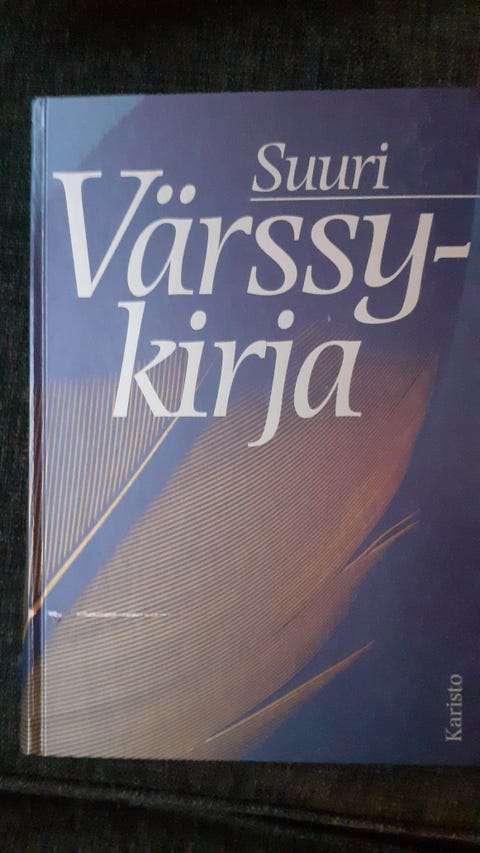 Suuri
Värssy-
kirja
Karisto